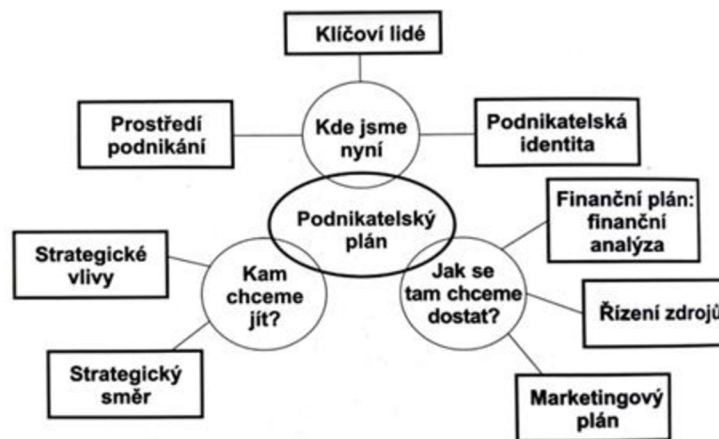 Klíčoví lidé
Prostředí
podnikání
Kde jsme
nyní
Podnikatelská
identita
Podnikatelský
plán
Finanční plán:
finanční
analýza
Strategické
vlivy
Kam
chceme
jít?
Jak se
tam chceme
dostat?
Řízení zdrojů
Strategický
směr
Marketingový
plán